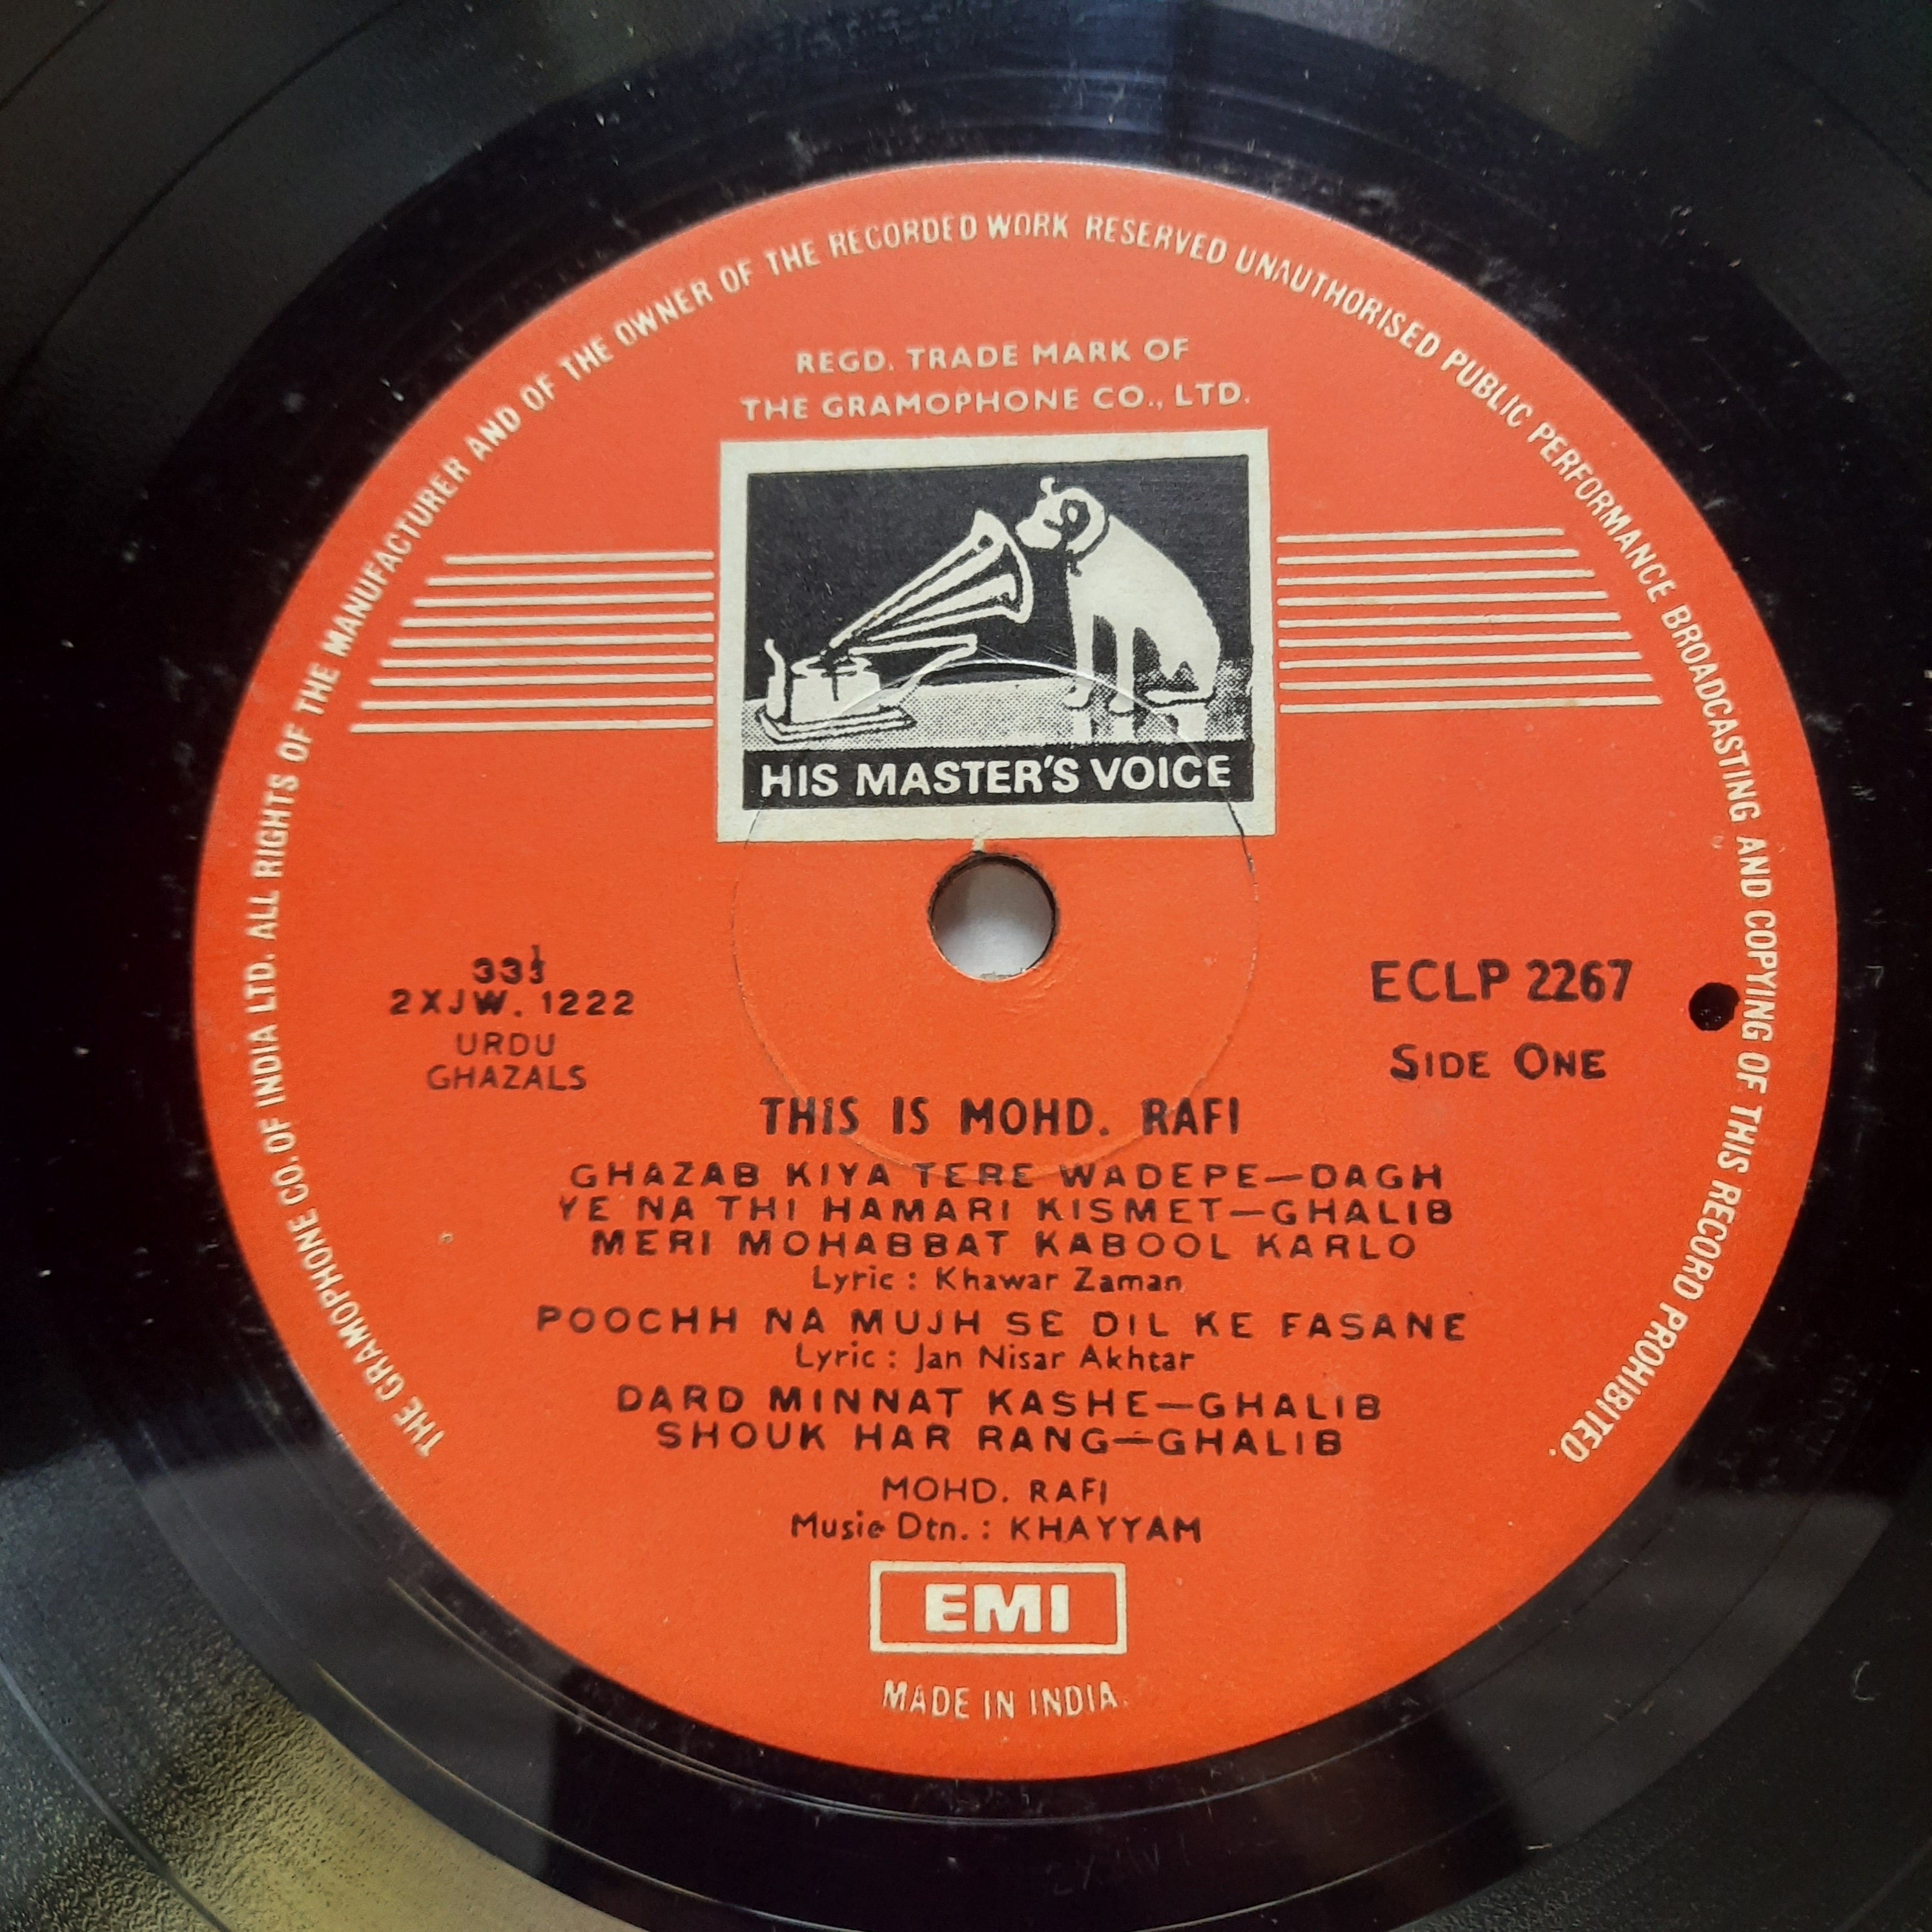 THE GRAMOPHONE CO. OF INDIA LTD. ALL RIGHTS OF THE MANUFACTURER AND OF THE OWNER OF THE RECORDED WORK RESERVED UNAUTHORISED PUBLIC PERFORMANCE BROADCASTING AND COPYING OF THIS RECORD PROHIBITED.
REGD. TRADE MARK OF
THE GRAMOPHONE CO., LTD.
HIS MASTER'S VOICE
33⅓
2XJW. 1222
URDU
GHAZALS
ECLP 2267
SIDE ONE
THIS IS MOHD. RAFI
GHAZAB KIYA TERE WADEPE—DAGH
YE NA THI HAMARI KISMET—GHALIB
MERI MOHABBAT KABOOL KARLO
Lyric : Khawar Zaman
POOCHH NA MUJH SE DIL KE FASANE
Lyric : Jan Nisar Akhtar
DARD MINNAT KASHE—GHALIB
SHOUK HAR RANG—GHALIB
MOHD. RAFI
Music Dtn. : KHAYYAM
EMI
MADE IN INDIA.